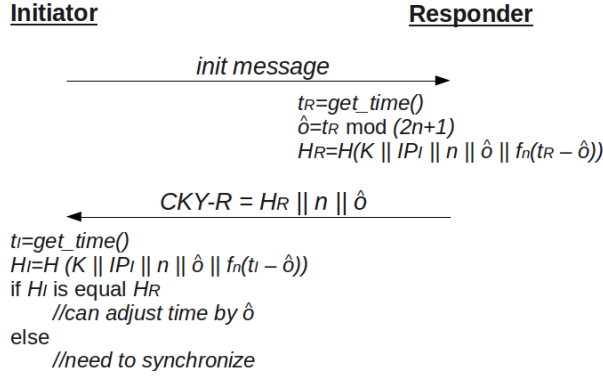 Initiator
Responder
init message
tR=get_time()
ô=tR mod (2n+1)
HR=H(K || IPI || n || ô || fn(tR – ô))
CKY-R = HR || n || ô
tI=get_time()
HI=H (K || IPI || n || ô || fn(tI – ô))
if HI is equal HR
//can adjust time by ô
else
//need to synchronize